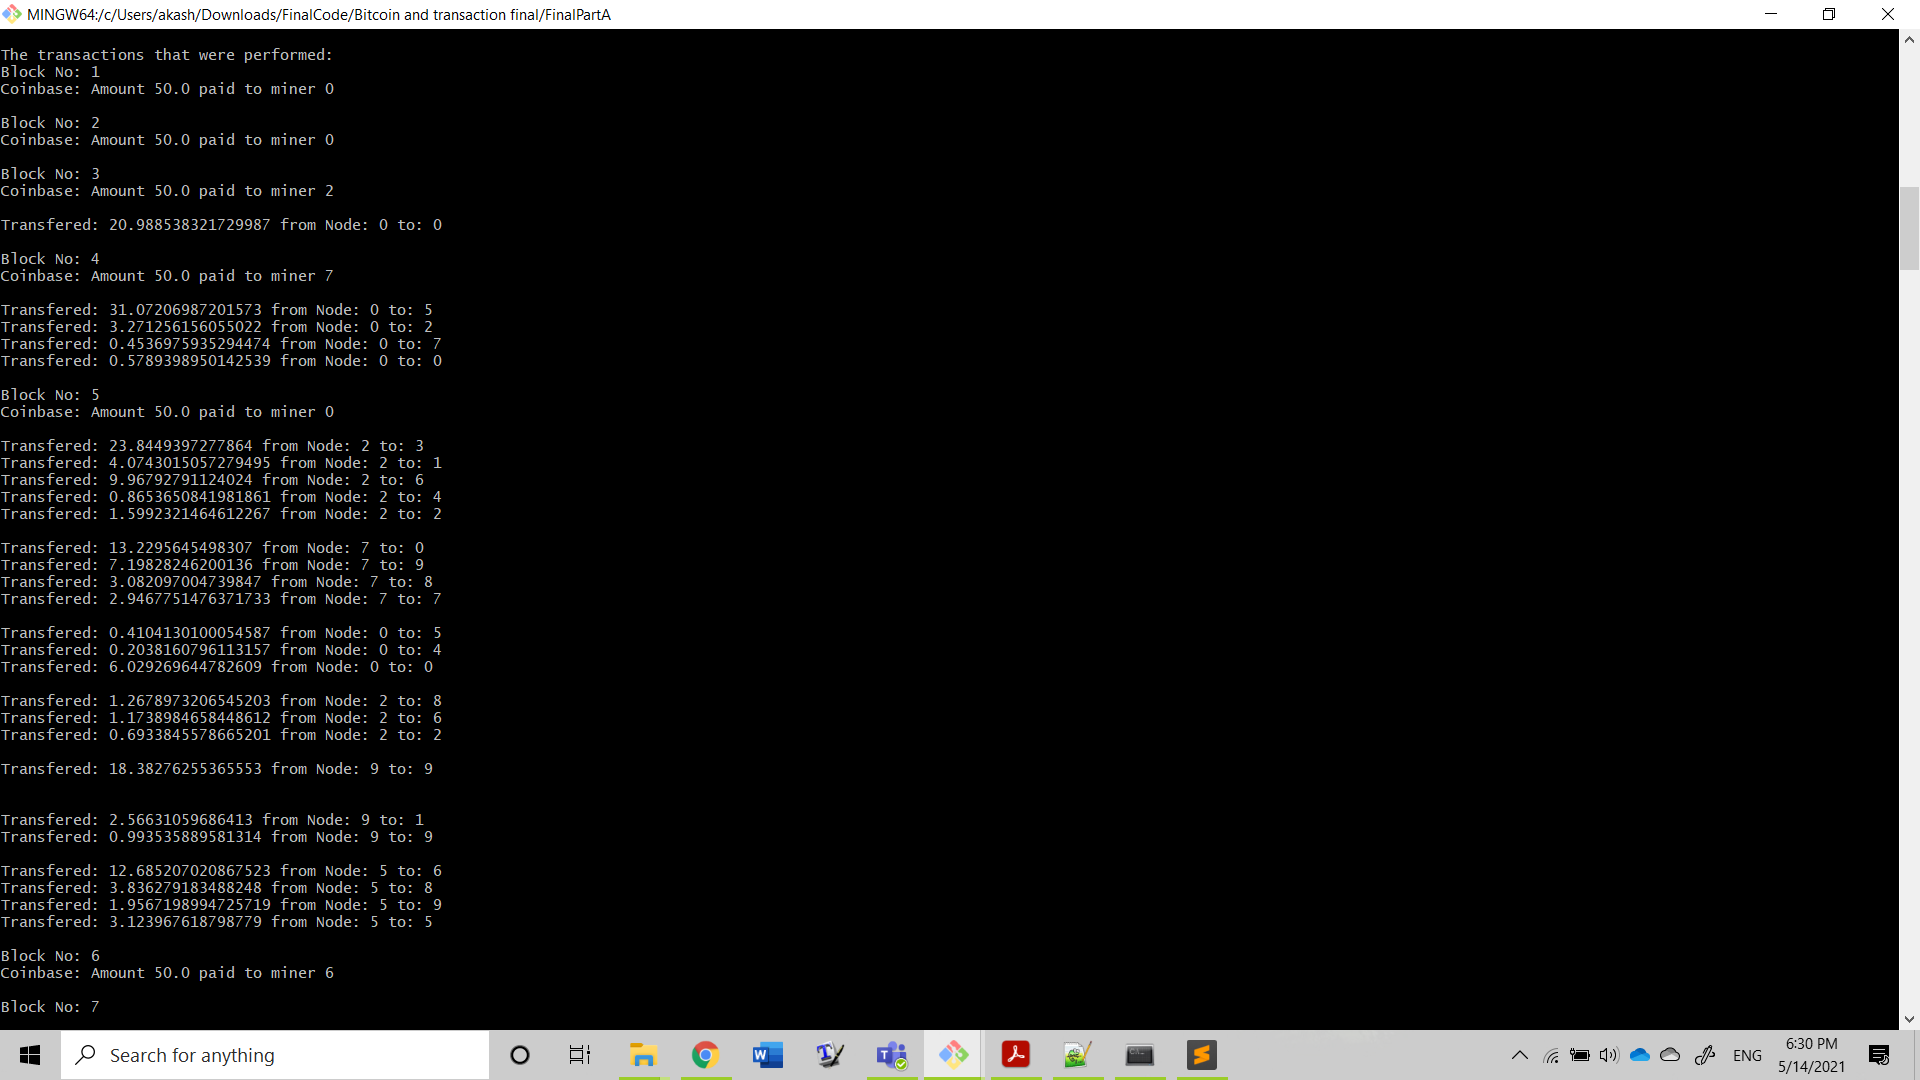 MINGW64:/c/Users/akash/Downloads/FinalCode/Bitcoin and transaction final/FinalPartA
The transactions that were performed:
Block No: 1
Coinbase: Amount 50.0 paid to miner 0
Block No: 2
Coinbase: Amount 50.0 paid to miner 0
Block No: 3
Coinbase: Amount 50.0 paid to miner 2
Transfered: 20.988538321729987 from Node: 0 to: 0
Block No: 4
Coinbase: Amount 50.0 paid to miner 7
Transfered: 31.07206987201573 from Node: 0 to: 5
Transfered: 3.271256156055022 from Node: 0 to: 2
Transfered: 0.4536975935294474 from Node: 0 to: 7
Transfered: 0.5789398950142539 from Node: 0 to: 0
Block No: 5
Coinbase: Amount 50.0 paid to miner 0
Transfered: 23.8449397277864 from Node: 2 to: 3
Transfered: 4.0743015057279495 from Node: 2 to: 1
Transfered: 9.96792791124024 from Node: 2 to: 6
Transfered: 0.8653650841981861 from Node: 2 to: 4
Transfered: 1.5992321464612267 from Node: 2 to: 2
Transfered: 13.2295645498307 from Node: 7 to: 0
Transfered: 7.19828246200136 from Node: 7 to: 9
Transfered: 3.082097004739847 from Node: 7 to: 8
Transfered: 2.9467751476371733 from Node: 7 to: 7
Transfered: 0.4104130100054587 from Node: 0 to: 5
Transfered: 0.2038160796113157 from Node: 0 to: 4
Transfered: 6.029269644782609 from Node: 0 to: 0
Transfered: 1.2678973206545203 from Node: 2 to: 8
Transfered: 1.1738984658448612 from Node: 2 to: 6
Transfered: 0.6933845578665201 from Node: 2 to: 2
Transfered: 18.38276255365553 from Node: 9 to: 9
Transfered: 2.56631059686413 from Node: 9 to: 1
Transfered: 0.993535889581314 from Node: 9 to: 9
Transfered: 12.685207020867523 from Node: 5 to: 6
Transfered: 3.836279183488248 from Node: 5 to: 8
Transfered: 1.9567198994725719 from Node: 5 to: 9
Transfered: 3.123967618798779 from Node: 5 to: 5
Block No: 6
Coinbase: Amount 50.0 paid to miner 6
Block No: 7
Search for anything
ENG
6:30 PM
5/14/2021